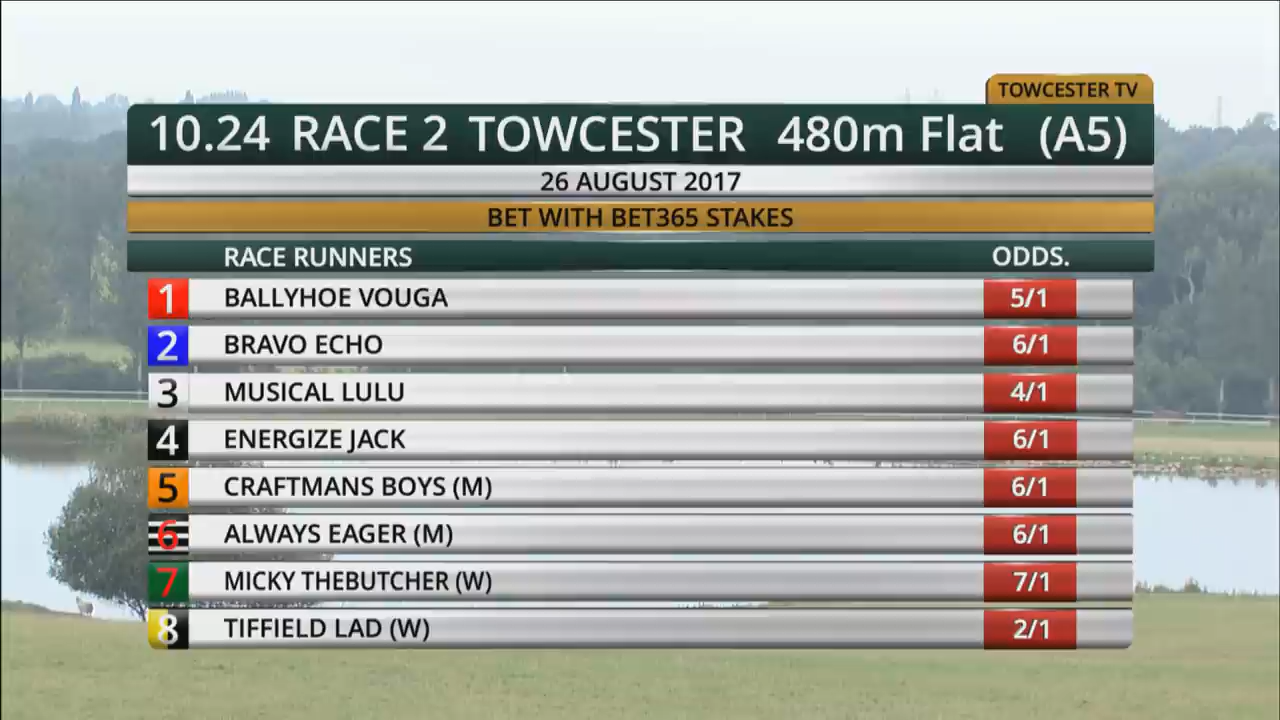 TOWCESTER TV
10.24 RACE 2 TOWCESTER 480m Flat (A5)
26 AUGUST 2017
BET WITH BET365 STAKES
RACE RUNNERS ODDS.
1 BALLYHOE VOUGA 5/1
2 BRAVO ECHO 6/1
3 MUSICAL LULU 4/1
4 ENERGIZE JACK 6/1
5 CRAFTMANS BOYS (M) 6/1
6 ALWAYS EAGER (M) 6/1
7 MICKY THEBUTCHER (W) 7/1
8 TIFFIELD LAD (W) 2/1